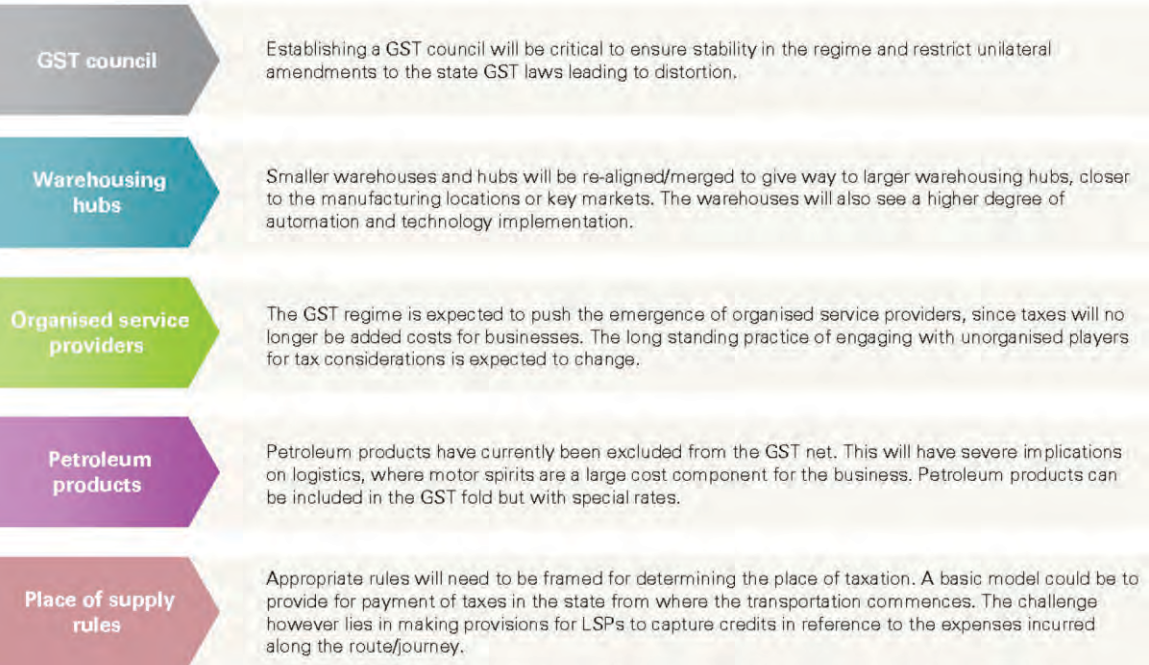 GST council
Establishing a GST council will be critical to ensure stability in the regime and restrict unilateral
amendments to the state GST laws leading to distortion.
Warehousing
hubs
Smaller warehouses and hubs will be re-aligned/merged to give way to larger warehousing hubs, closer
to the manufacturing locations or key markets. The warehouses will also see a higher degree of
automation and technology implementation.
Organised service
providers
The GST regime is expected to push the emergence of organised service providers, since taxes will no
longer be added costs for businesses. The long standing practice of engaging with unorganised players
for tax considerations is expected to change.
Petroleum
products
Petroleum products have currently been excluded from the GST net. This will have severe implications
on logistics, where motor spirits are a large cost component for the business. Petroleum products can
be included in the GST fold but with special rates.
Place of supply
rules
Appropriate rules will need to be framed for determining the place of taxation. A basic model could be to
provide for payment of taxes in the state from where the transportation commences. The challenge
however lies in making provisions for LSPs to capture credits in reference to the expenses incurred
along the route/journey.